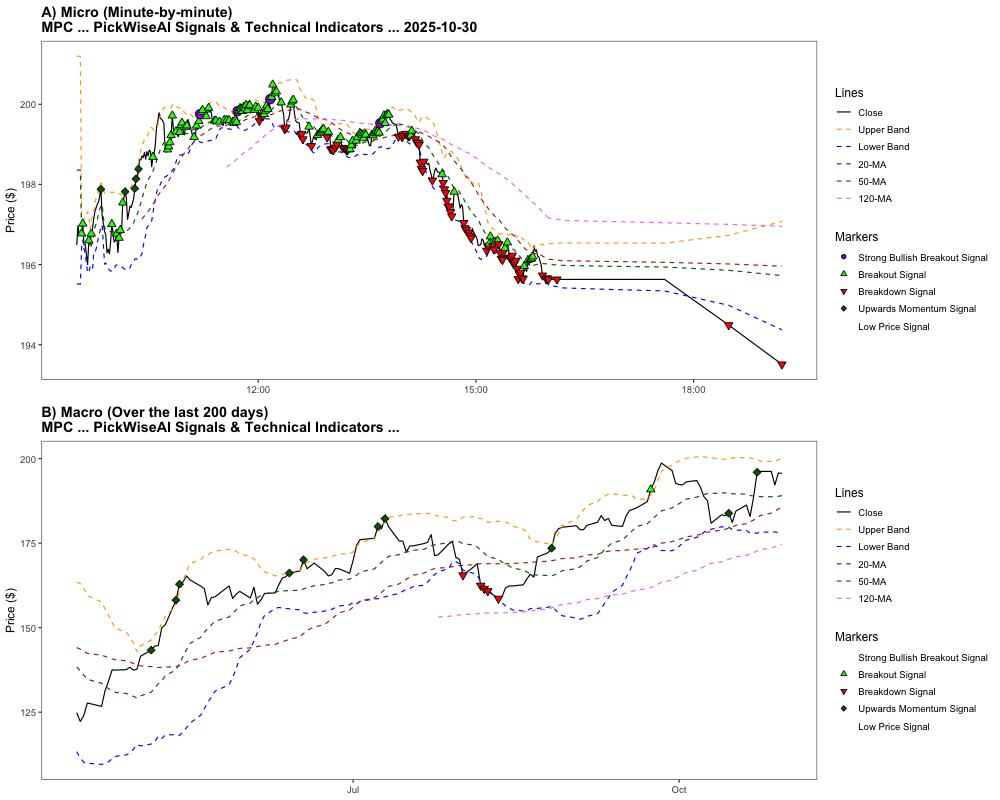 A) Micro (Minute-by-minute)
MPC ... PickWiseAI Signals & Technical Indicators ... 2025-10-30
Price ($)
200
198
196
194
12:00
15:00
18:00
Lines
Close
Upper Band
Lower Band
20-MA
50-MA
120-MA
Markers
Strong Bullish Breakout Signal
Breakout Signal
Breakdown Signal
Upwards Momentum Signal
Low Price Signal
B) Macro (Over the last 200 days)
MPC ... PickWiseAI Signals & Technical Indicators ...
Price ($)
200
175
150
125
Jul
Oct
Lines
Close
Upper Band
Lower Band
20-MA
50-MA
120-MA
Markers
Strong Bullish Breakout Signal
Breakout Signal
Breakdown Signal
Upwards Momentum Signal
Low Price Signal